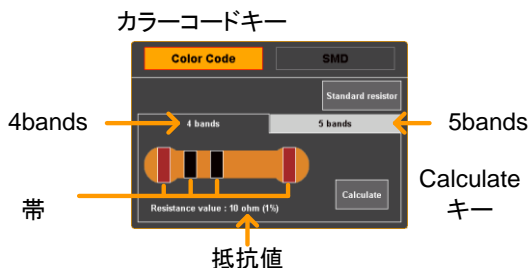 カラーコードキー
Color Code
SMD
Standard resistor
4bands
4 bands
5 bands
5bands
帯
Calculate
Calculate
キー
Resistance value : 10 ohm (1%)
抵抗値